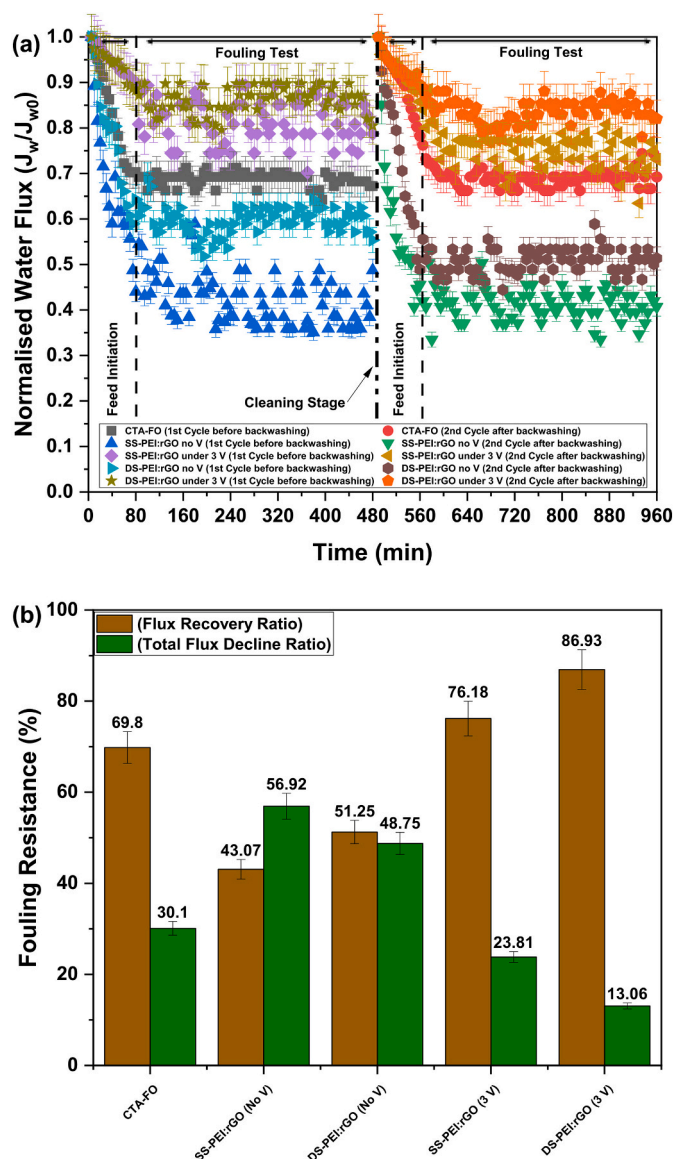 (a)
Fouling Test
Fouling Test
Normalised Water Flux (Jw/Jw0)
1.0
0.9
0.8
0.7
0.6
0.5
0.4
0.3
0.2
0.1
0.0
Feed Initiation
Cleaning Stage
Feed Initiation
CTA-FO (1st Cycle before backwashing)
SS-PEI:rGO no V (1st Cycle before backwashing)
SS-PEI:rGO under 3 V (1st Cycle before backwashing)
DS-PEI:rGO no V (1st Cycle before backwashing)
DS-PEI:rGO under 3 V (1st Cycle before backwashing)
CTA-FO (2nd Cycle after backwashing)
SS-PEI:rGO no V (2nd Cycle after backwashing)
SS-PEI:rGO under 3 V (2nd Cycle after backwashing)
DS-PEI:rGO no V (2nd Cycle after backwashing)
DS-PEI:rGO under 3 V (2nd Cycle after backwashing)
0 80 160 240 320 400 480 560 640 720 800 880 960
Time (min)
(b)
(Flux Recovery Ratio)
(Total Flux Decline Ratio)
Fouling Resistance (%)
100
80
60
40
20
0
69.8
30.1
43.07
56.92
51.25
48.75
76.18
23.81
86.93
13.06
CTA-FO
SS-PEI:rGO (No V)
DS-PEI:rGO (No V)
SS-PEI:rGO (3 V)
DS-PEI:rGO (3 V)